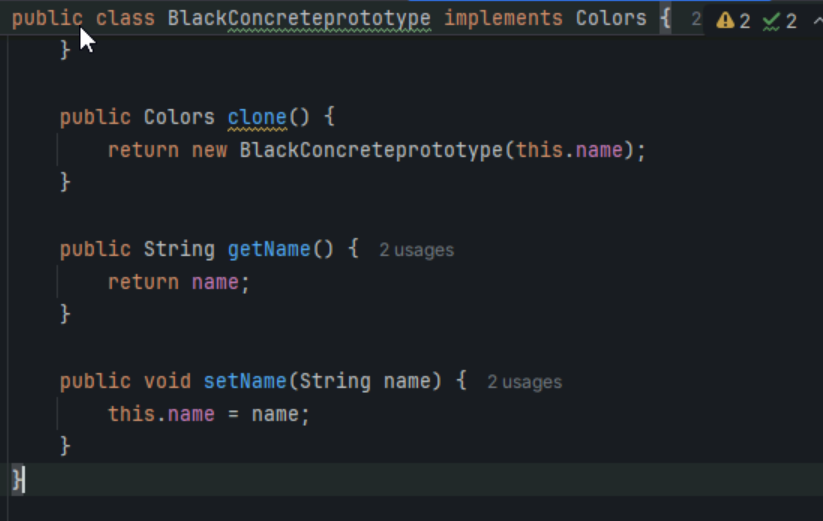 public class BlackConcreteprototype implements Colors { 2 2 2
}
public Colors clone() {
return new BlackConcreteprototype(this.name);
}
public String getName() { 2 usages
return name;
}
public void setName(String name) { 2 usages
this.name = name;
}
}